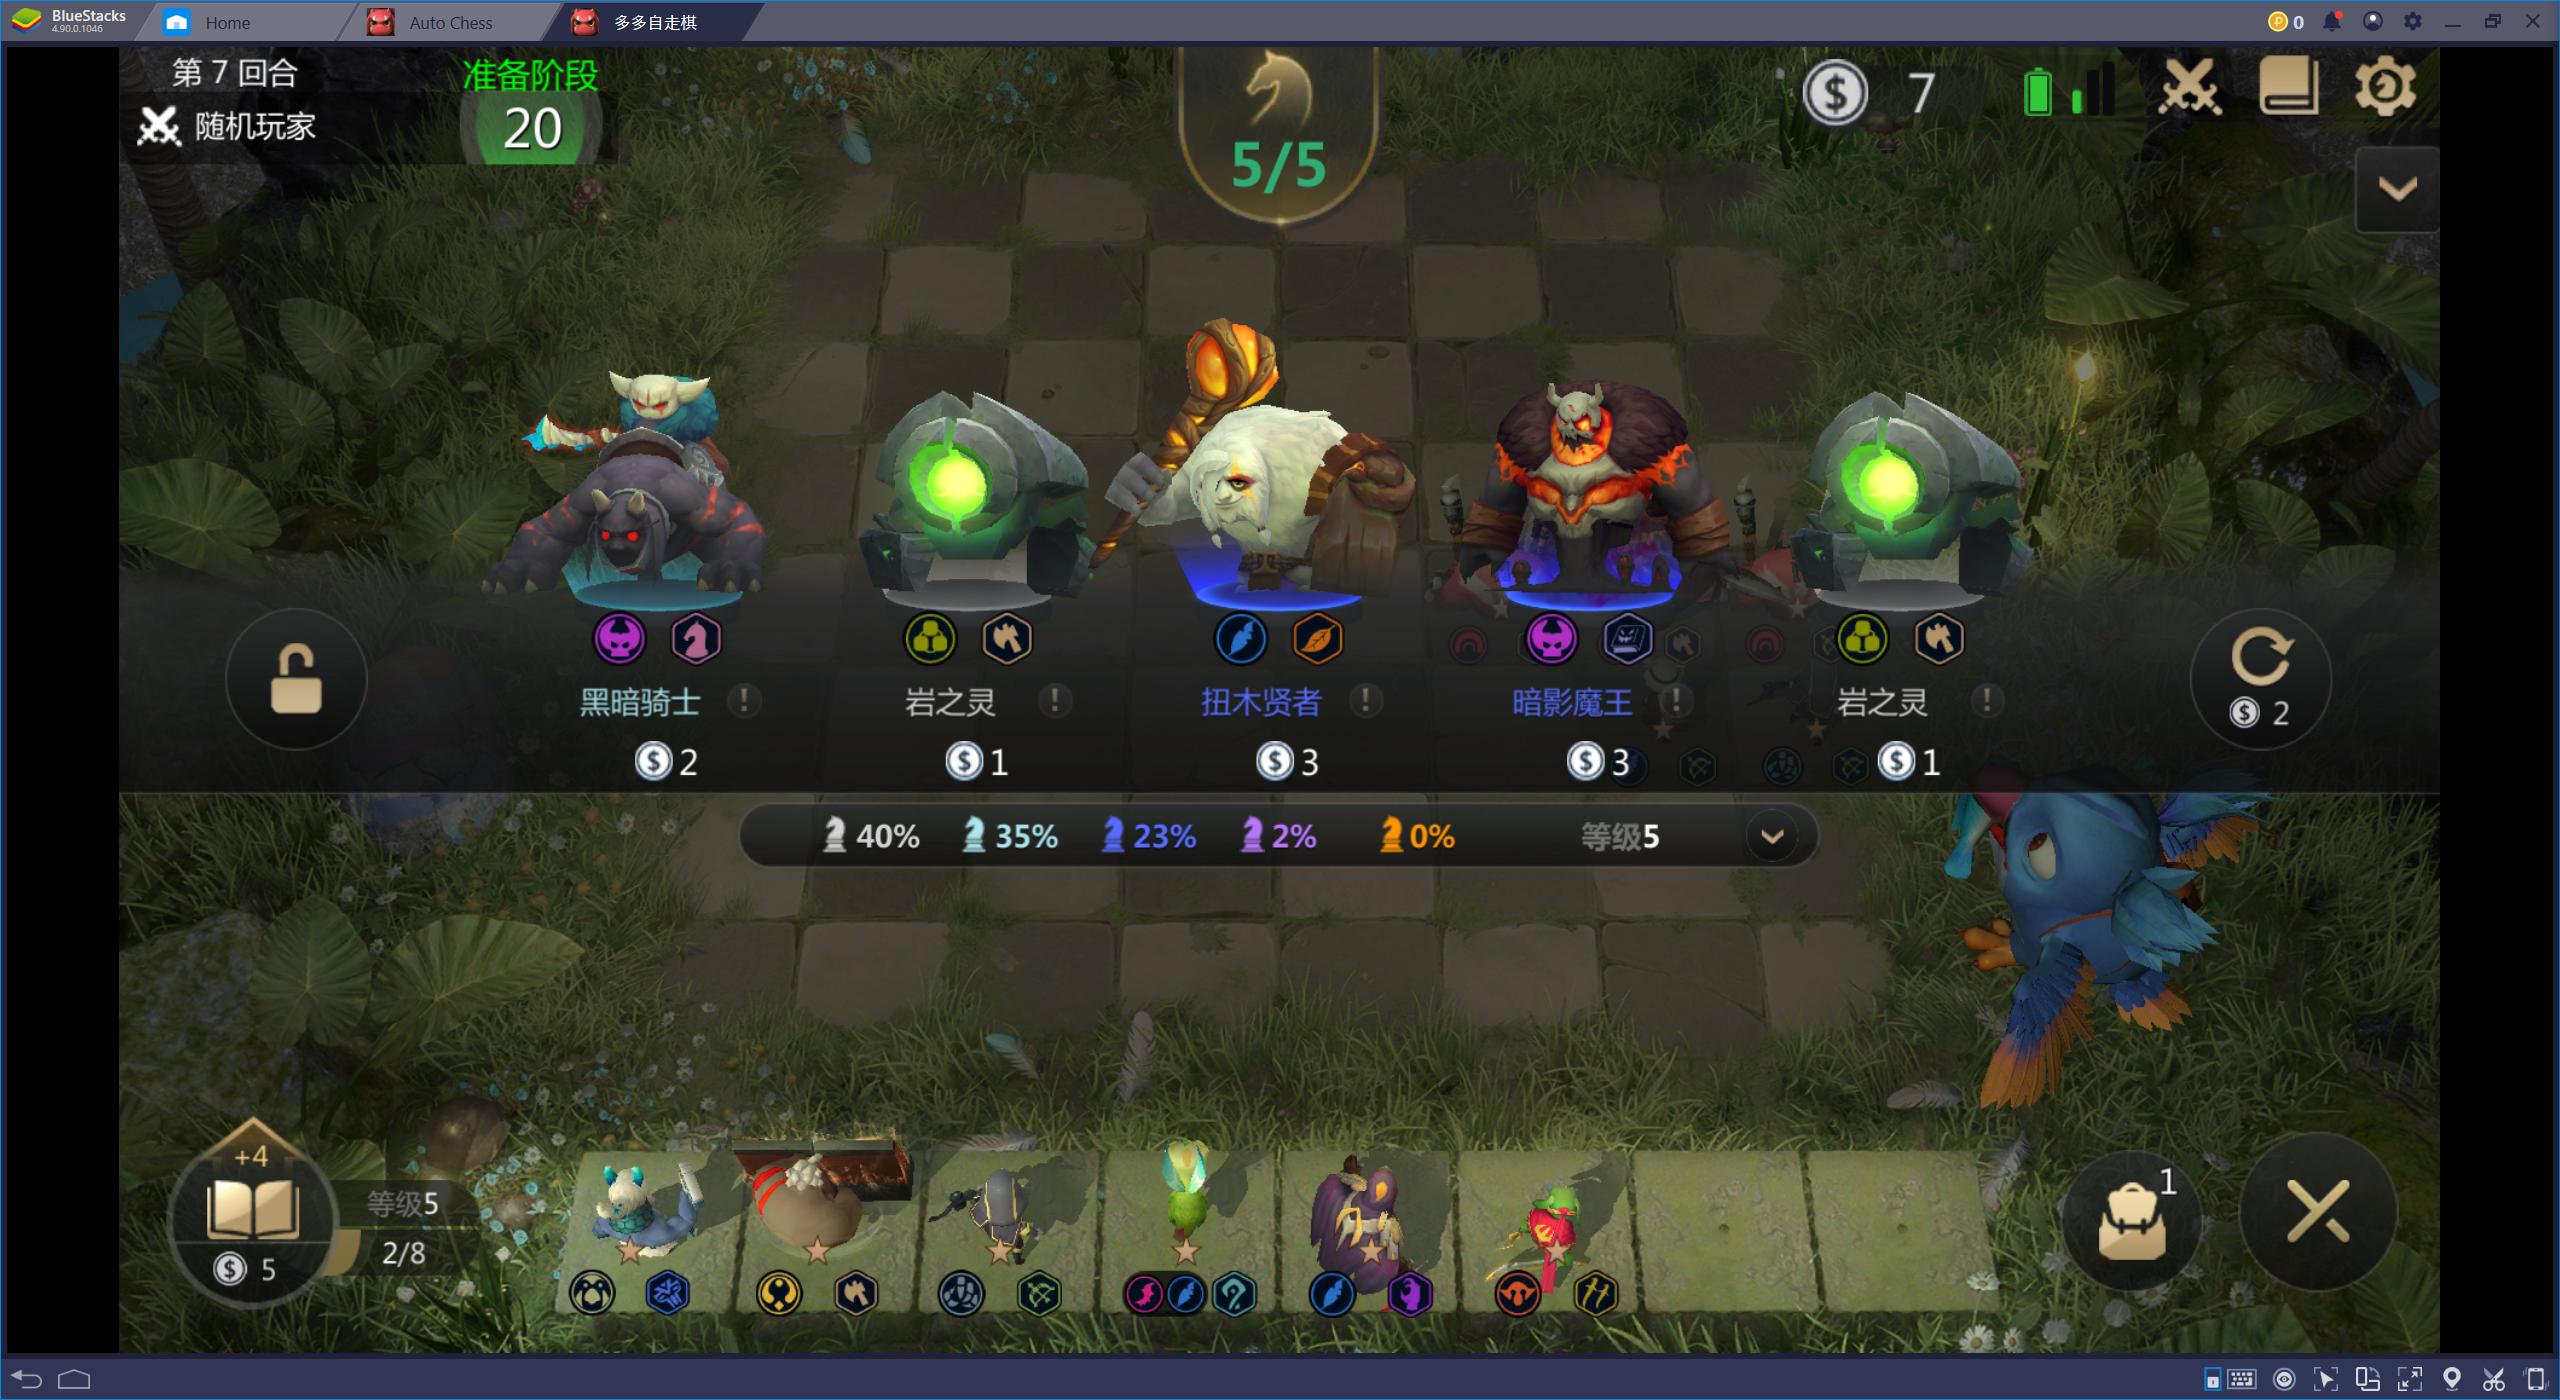 BlueStacks
4.90.0.1046
Home
Auto Chess
多多自走棋
0
第 7 回合
准备阶段
随机玩家
20
5/5
7
黑暗骑士
岩之灵
扭木贤者
暗影魔王
岩之灵
2
1
3
3
1
2
40%
35%
23%
2%
0%
等级5
+4
5
等级5
2/8
1